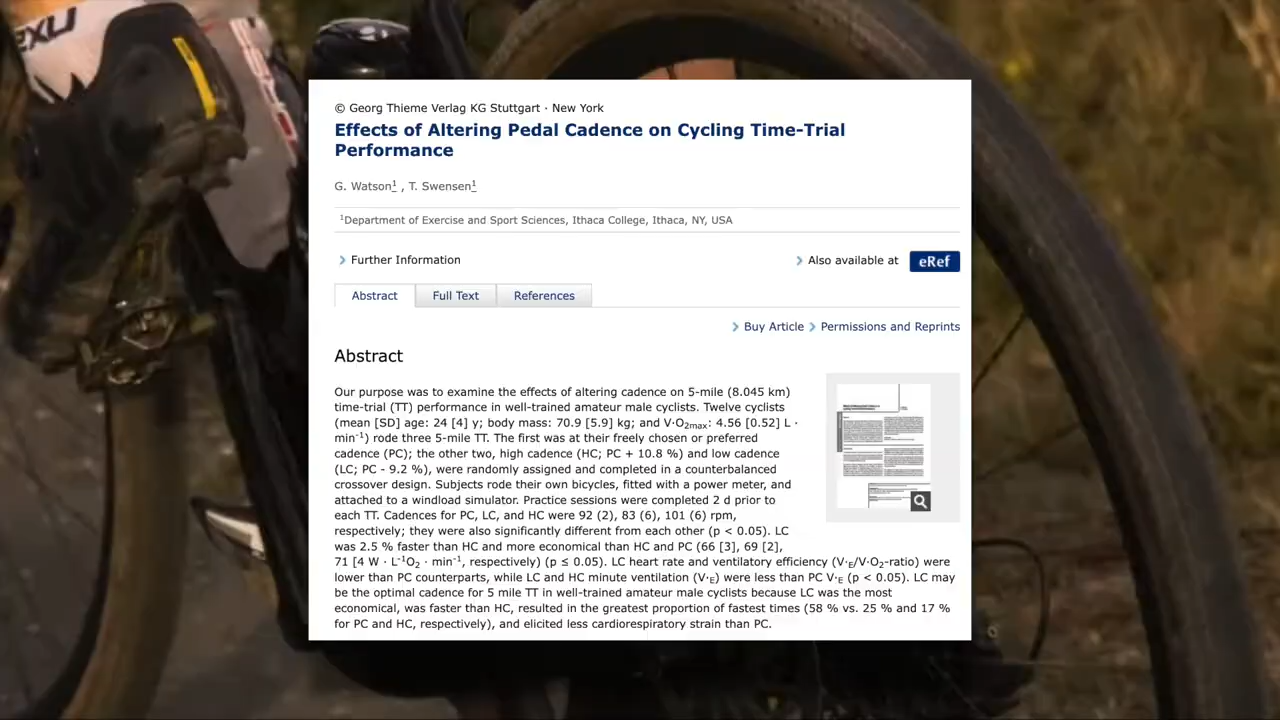 © Georg Thieme Verlag KG Stuttgart · New York
Effects of Altering Pedal Cadence on Cycling Time-Trial
Performance
G. Watson1 , T. Swensen1
1Department of Exercise and Sport Sciences, Ithaca College, Ithaca, NY, USA
Further Information
Also available at eRef
Abstract Full Text References
Buy Article Permissions and Reprints
Abstract
Our purpose was to examine the effects of altering cadence on 5-mile (8.045 km)
time-trial (TT) performance in well-trained amateur male cyclists. Twelve cyclists
(mean [SD] age: 24 [4] y; body mass: 70.9 [5.9] kg; and V·O2max: 4.56 [0.52] L ·
min-1) rode three 5-mile TT. The first was at their freely chosen or preferred
cadence (PC); the other two, high cadence (HC; PC + 10.8 %) and low cadence
(LC; PC - 9.2 %), were randomly assigned and completed in a counterbalanced
crossover design. Subjects rode their own bicycles, fitted with a power meter, and
attached to a windload simulator. Practice sessions were completed 2 d prior to
each TT. Cadences for PC, LC, and HC were 92 (2), 83 (6), 101 (6) rpm,
respectively; they were also significantly different from each other (p < 0.05). LC
was 2.5 % faster than HC and more economical than HC and PC (66 [3], 69 [2],
71 [4 W · L-1O2 · min-1, respectively) (p ≤ 0.05). LC heart rate and ventilatory efficiency (V·E/V·O2-ratio) were
lower than PC counterparts, while LC and HC minute ventilation (V·E) were less than PC V·E (p < 0.05). LC may
be the optimal cadence for 5 mile TT in well-trained amateur male cyclists because LC was the most
economical, was faster than HC, resulted in the greatest proportion of fastest times (58 % vs. 25 % and 17 %
for PC and HC, respectively), and elicited less cardiorespiratory strain than PC.